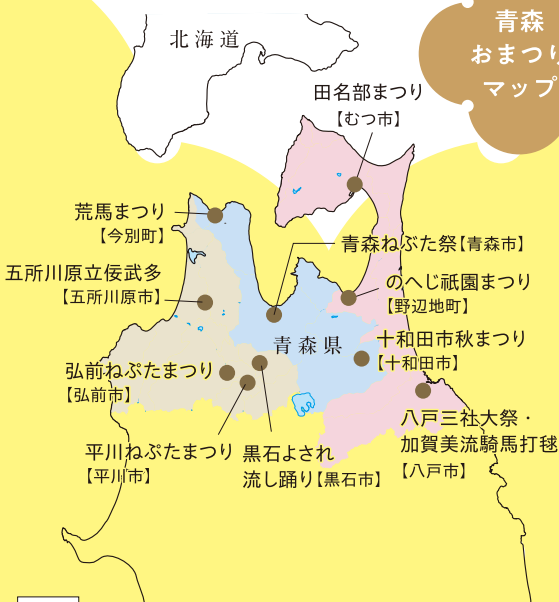 青森
おまつり
マップ
北海道
田名部まつり
【むつ市】
荒馬まつり
【今別町】
青森ねぶた祭【青森市】
五所川原立佞武多
【五所川原市】
のへじ祇園まつり
【野辺地町】
青森県
十和田市秋まつり
【十和田市】
弘前ねぷたまつり
【弘前市】
八戸三社大祭・
加賀美流騎馬打毬
【八戸市】
平川ねぷたまつり
【平川市】
黒石よされ
流し踊り【黒石市】